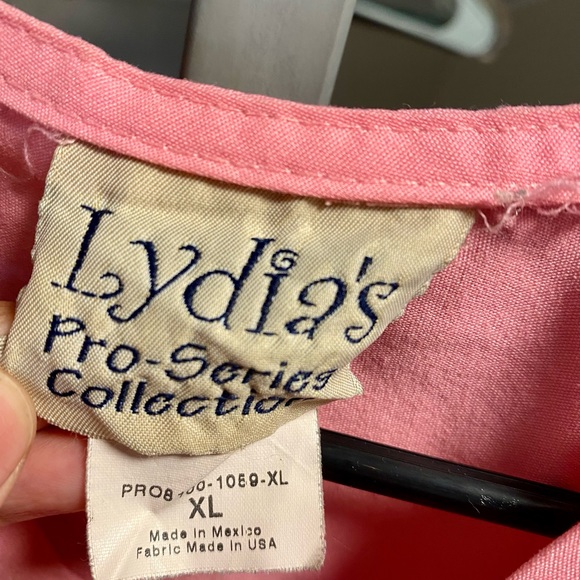 Lydia's
Pro-Series
Collection
XL
Made in Mexico
Fabric Made in USA